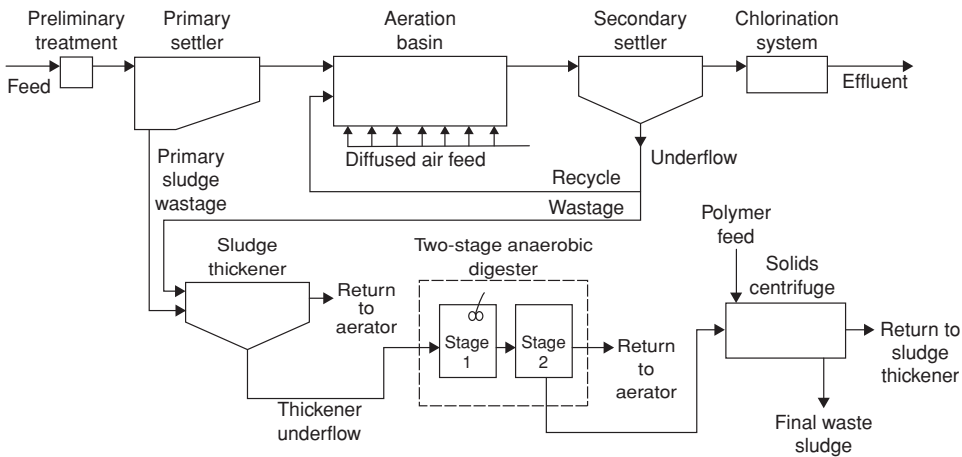 Preliminary
treatment
Primary
settler
Aeration
basin
Secondary
settler
Chlorination
system
Feed
Effluent
Diffused air feed
Underflow
Primary
sludge
wastage
Recycle
Wastage
Polymer
feed
Sludge
thickener
Two-stage anaerobic
digester
Solids
centrifuge
Return
to
aerator
Stage
1
Stage
2
Return
to
aerator
Return to
sludge
thickener
Thickener
underflow
Final waste
sludge